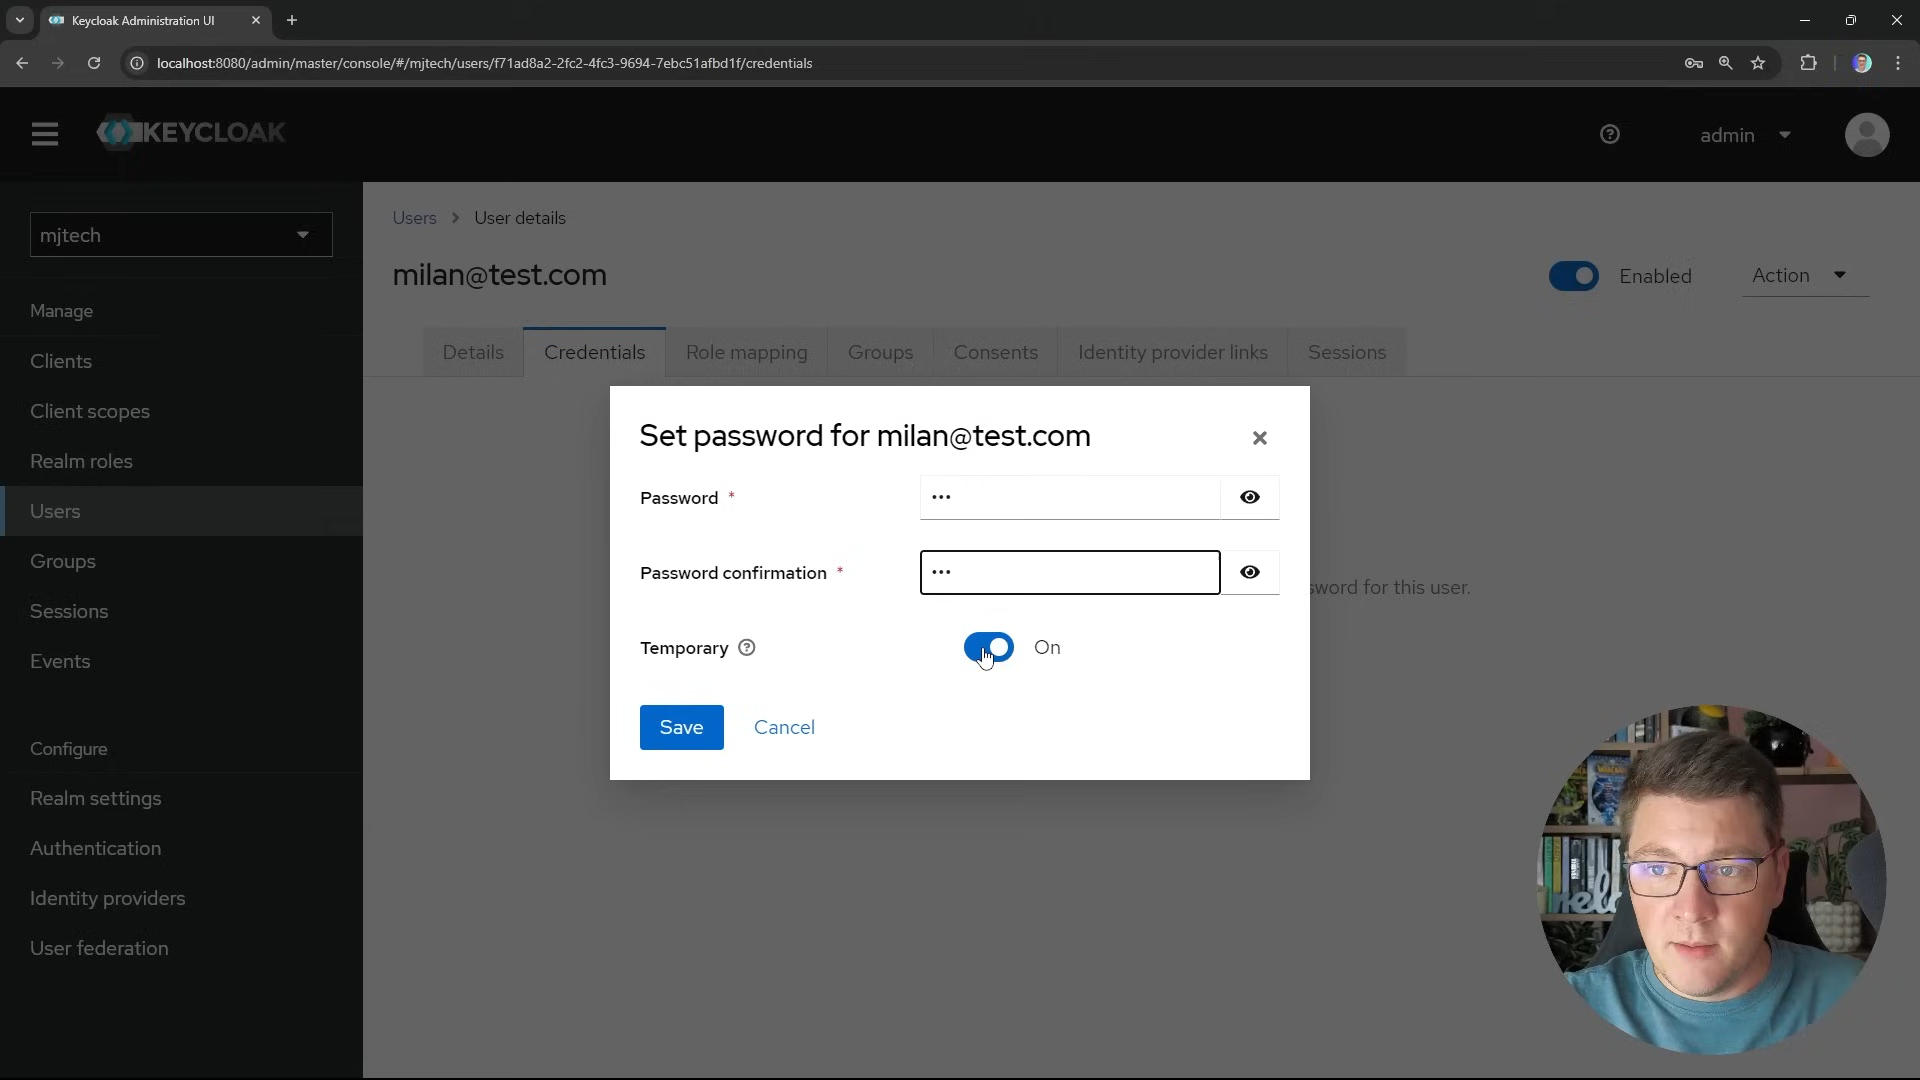 Keycloak Administration UI
localhost:8080/admin/master/console/#/mjtech/users/f71ad8a2-2fc2-4fc3-9694-7ebc51afbd1f/credentials
KEYCLOAK
admin
mjtech
Manage
Clients
Client scopes
Realm roles
Users
Groups
Sessions
Events
Configure
Realm settings
Authentication
Identity providers
User federation
Users > User details
milan@test.com
Enabled
Action
Details Credentials Role mapping Groups Consents Identity provider links Sessions
Set password for milan@test.com
Password *
•••
Password confirmation *
•••
sword for this user.
Temporary
On
Save Cancel